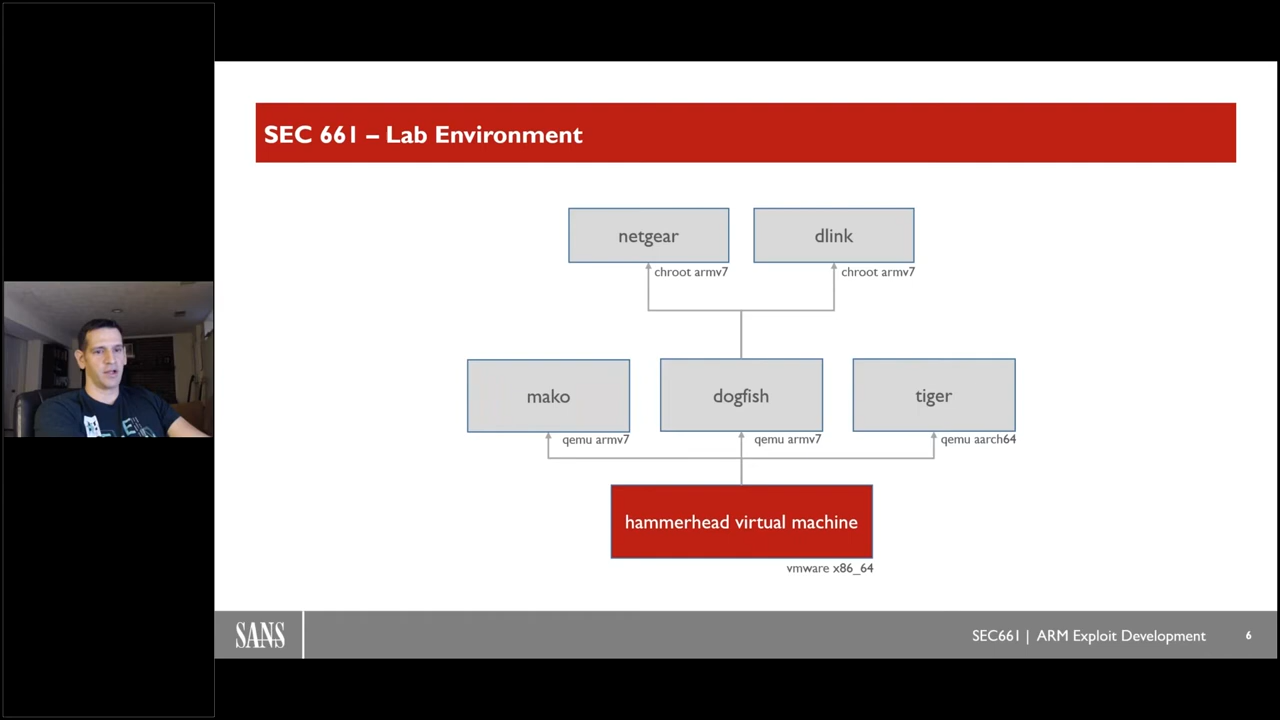 SEC 661 – Lab Environment
netgear
dlink
chroot armv7
chroot armv7
mako
dogfish
tiger
qemu armv7
qemu armv7
qemu aarch64
hammerhead virtual machine
vmware x86_64
SANS
SEC661 | ARM Exploit Development
6